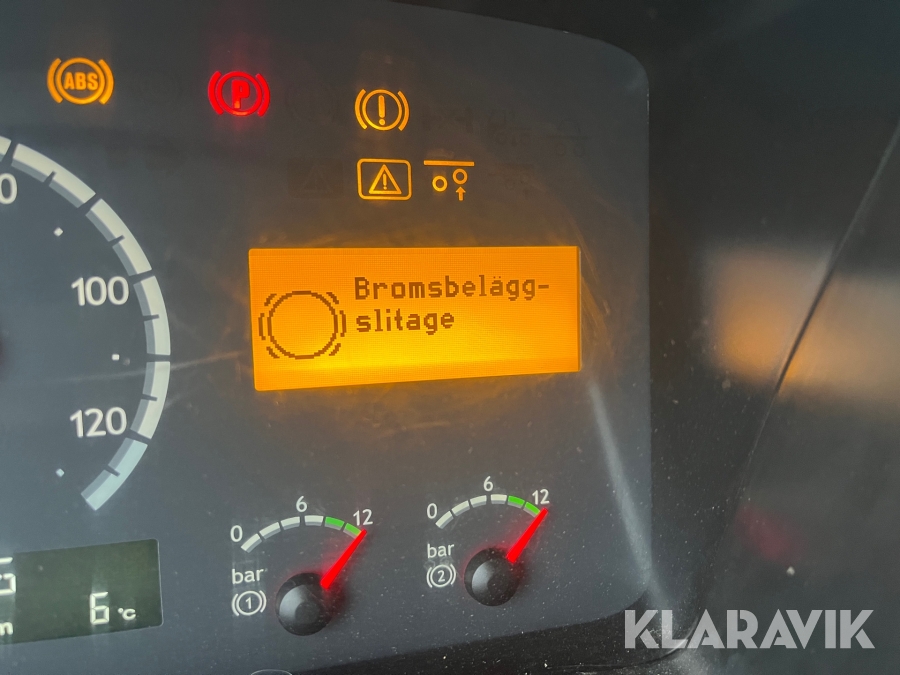 ABS
P
!
!
Bromsbelägg-
slitage
100
120
0 6 12
0 6 12
bar
bar
1
2
6 °C
KLARAVIK